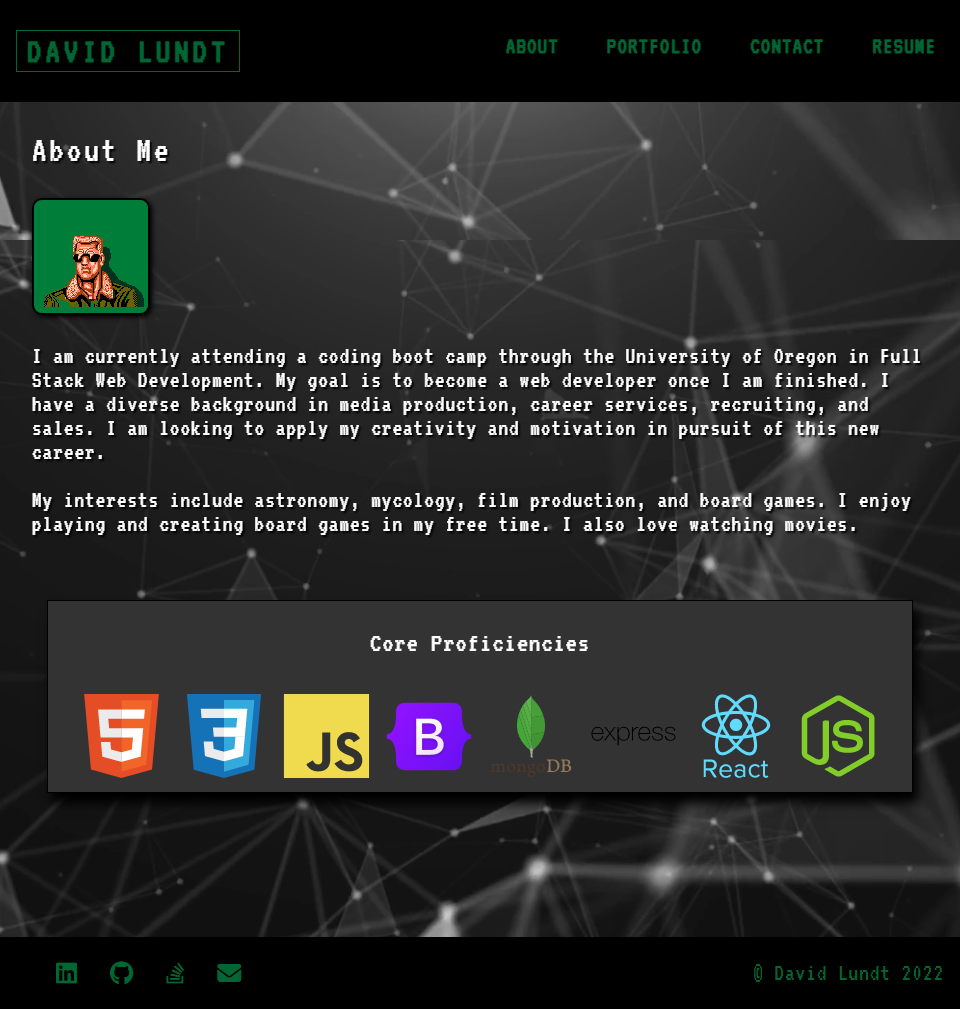 DAVID LUNDT
ABOUT PORTFOLIO CONTACT RESUME
About Me
I am currently attending a coding boot camp through the University of Oregon in Full
Stack Web Development. My goal is to become a web developer once I am finished. I
have a diverse background in media production, career services, recruiting, and
sales. I am looking to apply my creativity and motivation in pursuit of this new
career.
My interests include astronomy, mycology, film production, and board games. I enjoy
playing and creating board games in my free time. I also love watching movies.
Core Proficiencies
5 3 JS B mongoDB express React JS
in
© David Lundt 2022